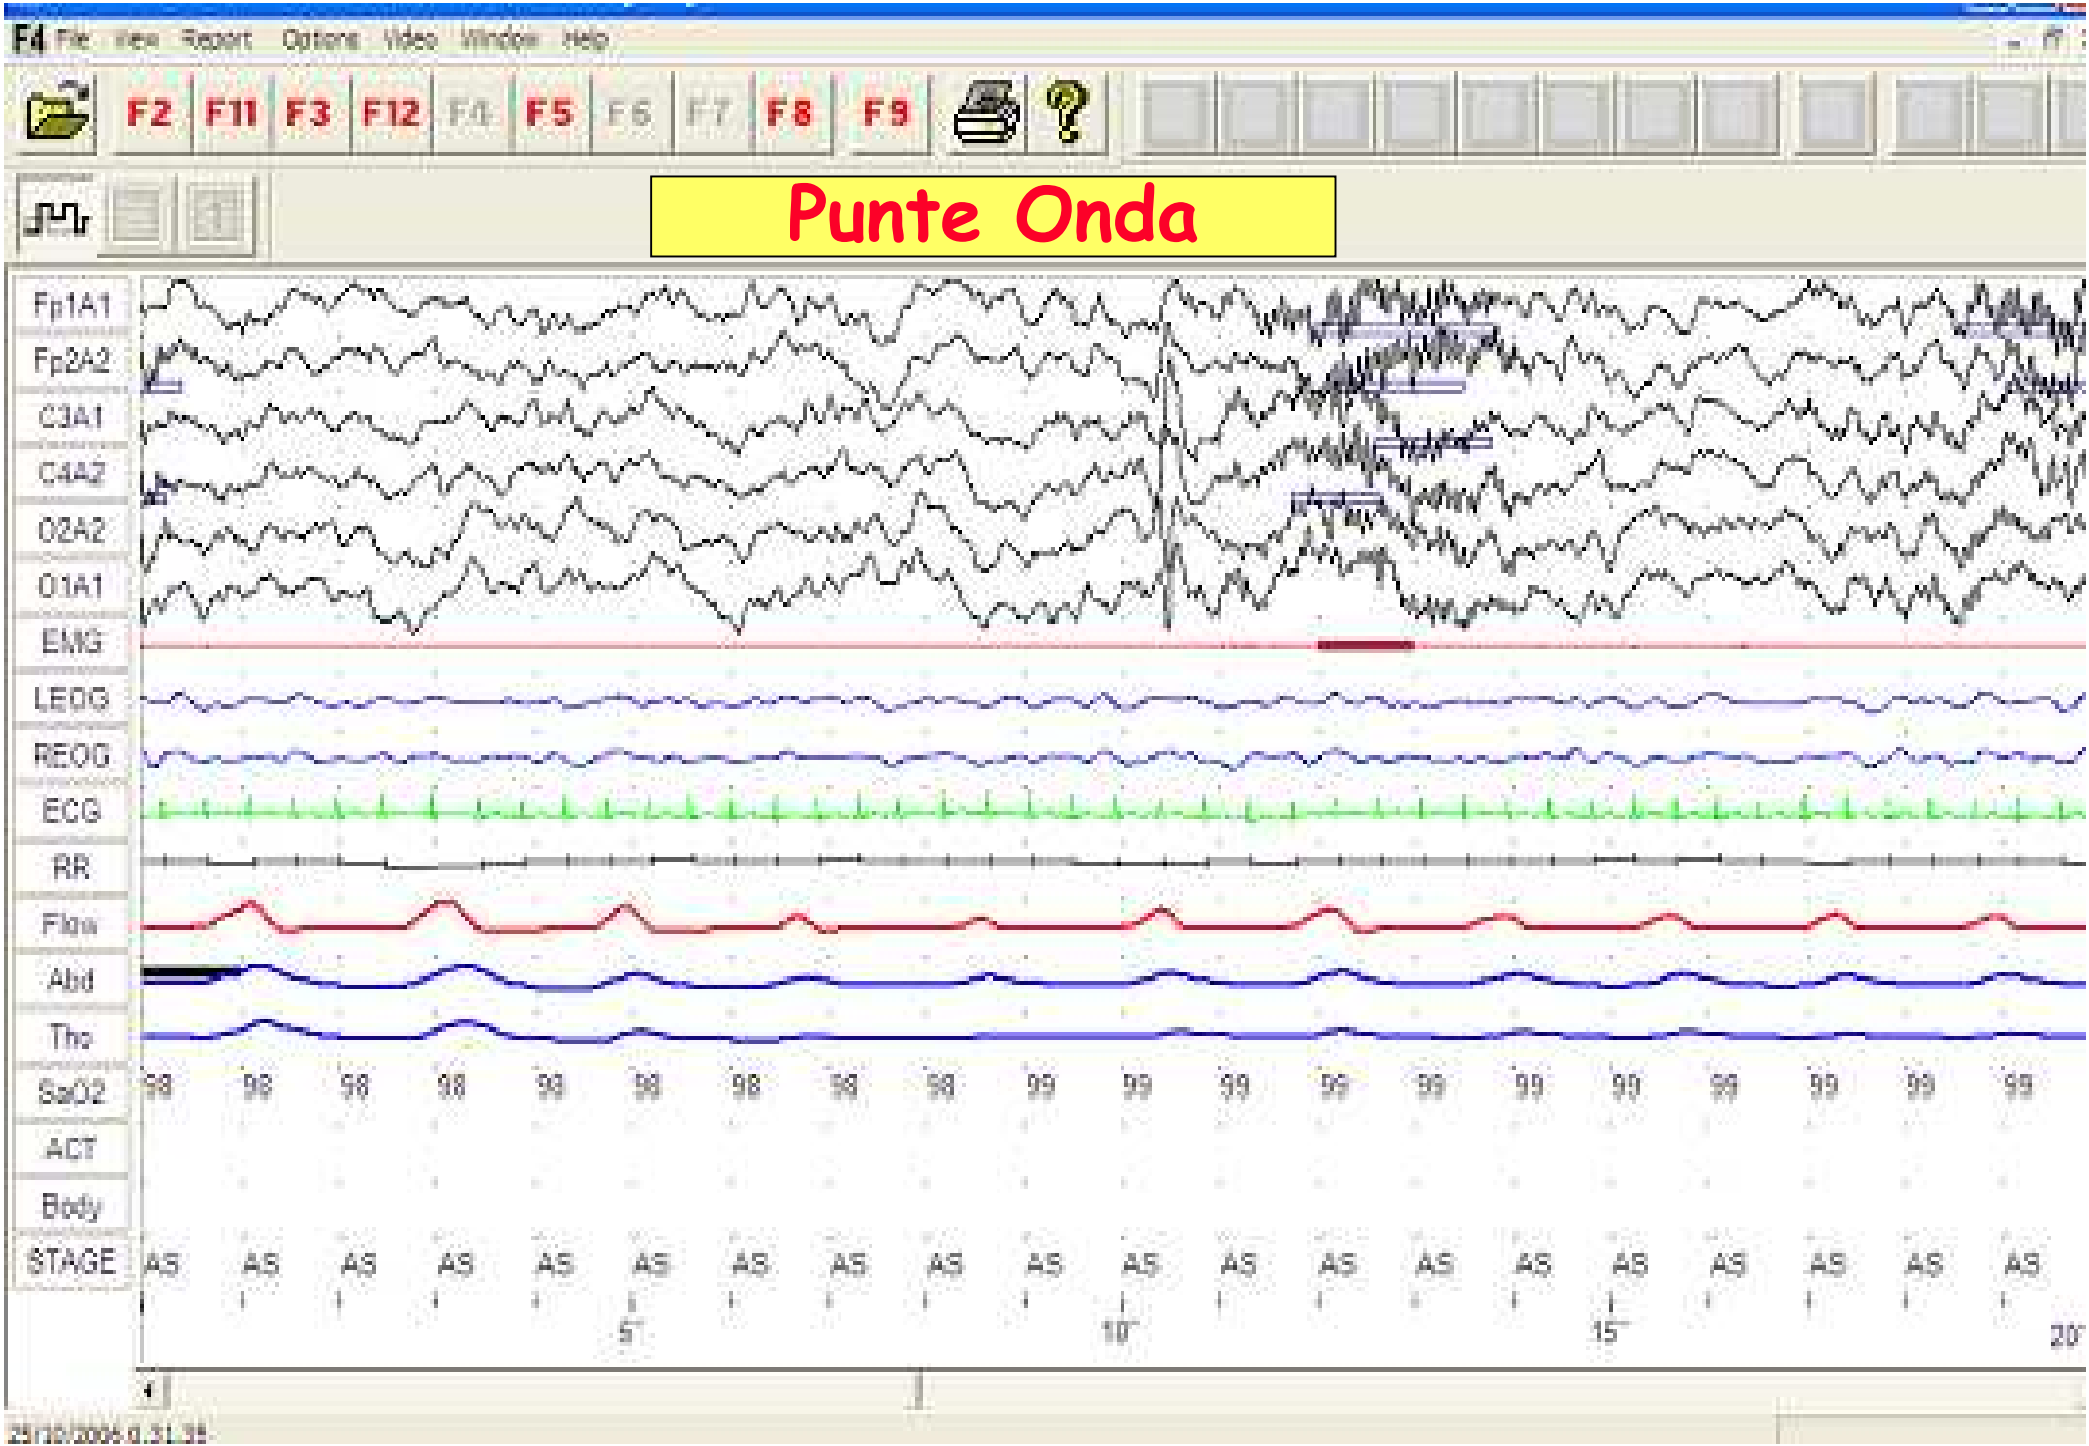 F4 File View Report Options Video Window Help
F2 F11 F3 F12 F4 F5 F6 F7 F8 F9
Punte Onda
Fp1A1
Fp2A2
C3A1
C4A2
O2A2
O1A1
EMG
LEOG
REOG
ECG
RR
Flow
Abd
Tho
SaO2 98 98 98 98 98 98 98 98 98 99 99 99 99 99 99 99 99 99 99 99
ACT
Body
STAGE AS AS AS AS AS AS AS AS AS AS AS AS AS AS AS AS AS AS AS AS
5" 10" 15" 20"